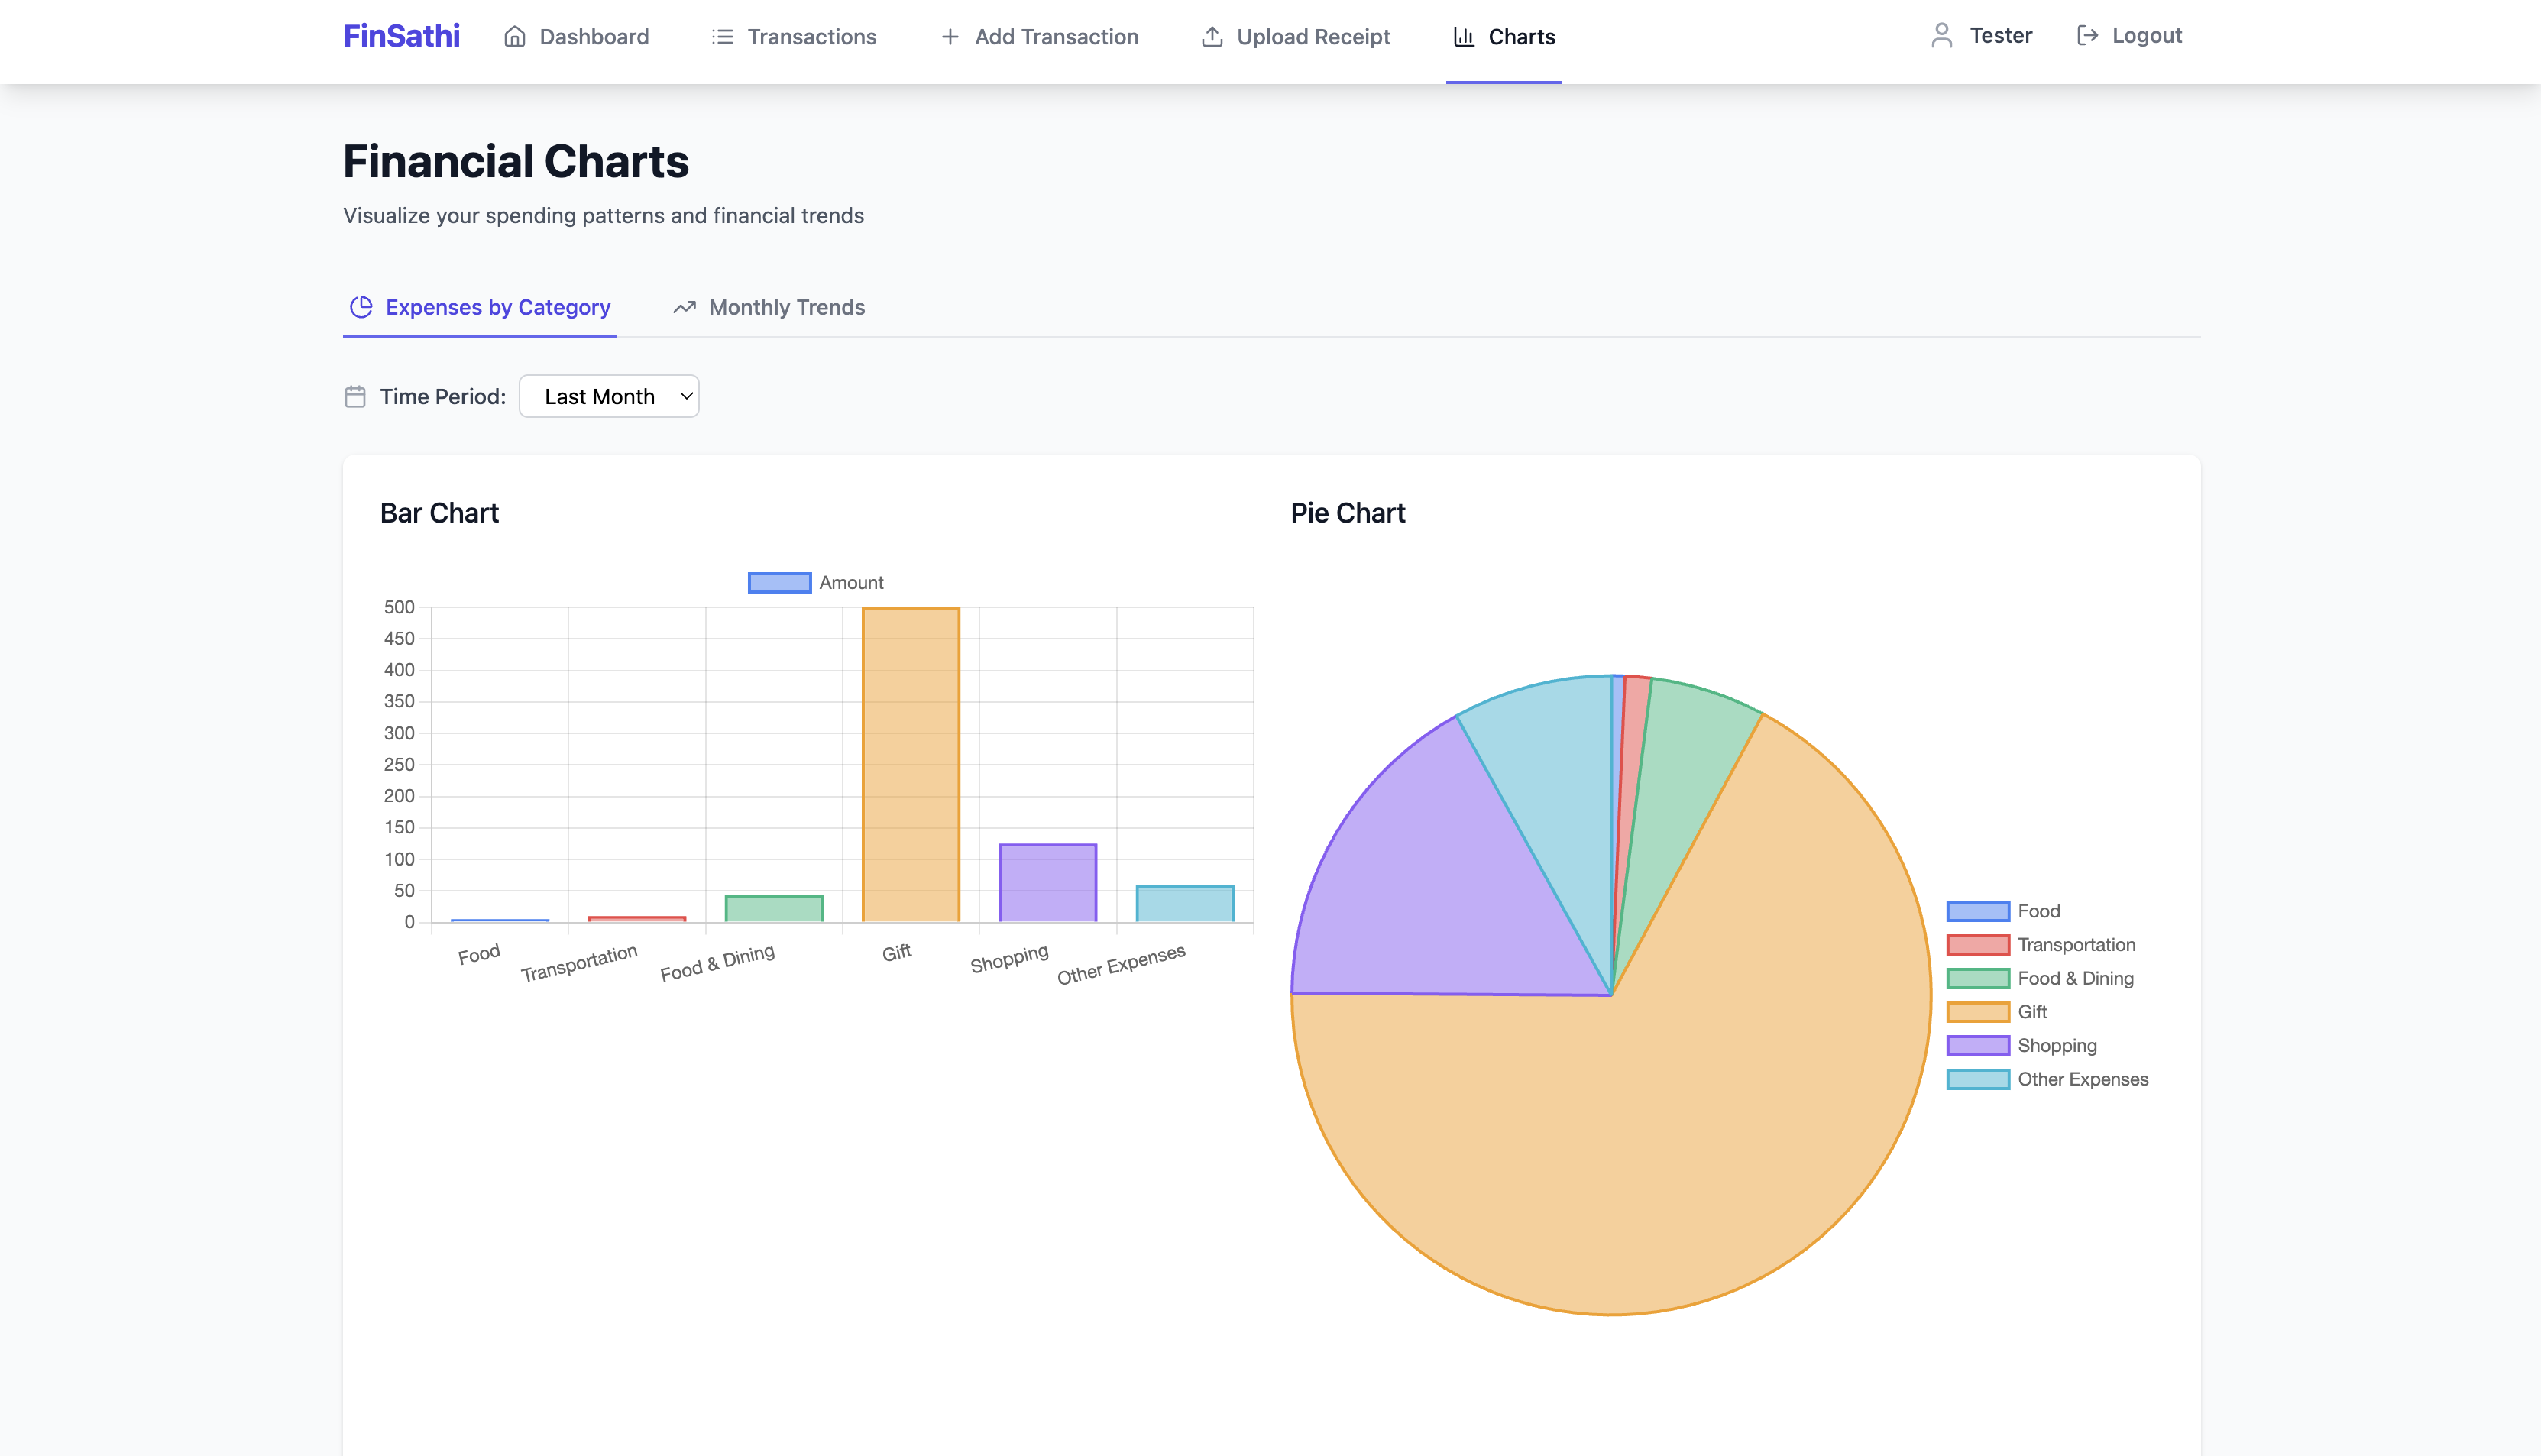 FinSathi Dashboard Transactions Add Transaction Upload Receipt Charts Tester Logout
Financial Charts
Visualize your spending patterns and financial trends
Expenses by Category Monthly Trends
Time Period: Last Month
Bar Chart
Amount
500
450
400
350
300
250
200
150
100
50
0
Food Transportation Food & Dining Gift Shopping Other Expenses
Pie Chart
Food
Transportation
Food & Dining
Gift
Shopping
Other Expenses